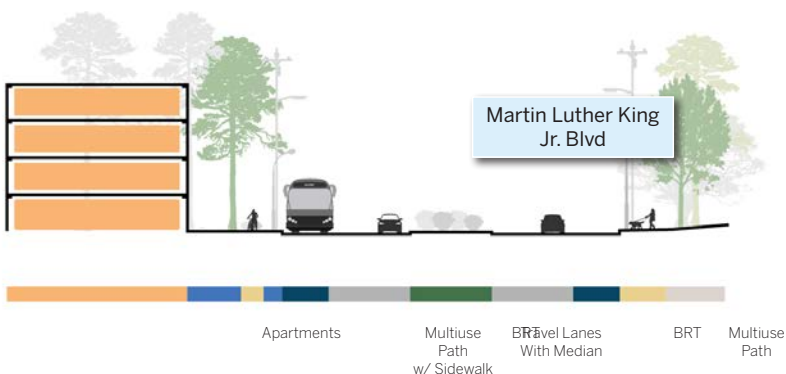 Martin Luther King
Jr. Blvd
Apartments
Multiuse
Path
w/ Sidewalk
BRT
Travel Lanes
With Median
BRT
Multiuse
Path